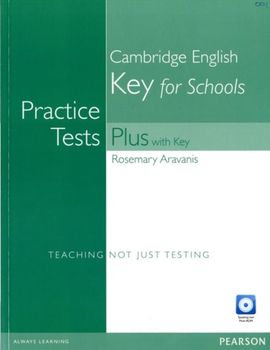 Cambridge English
Key for Schools
Practice
Tests
Plus with Key
Rosemary Aravanis
TEACHING NOT JUST TESTING
ALWAYS LEARNING
PEARSON